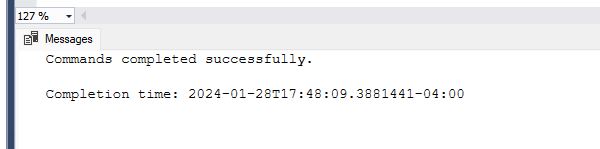 127 %
Messages
Commands completed successfully.
Completion time: 2024-01-28T17:48:09.3881441-04:00